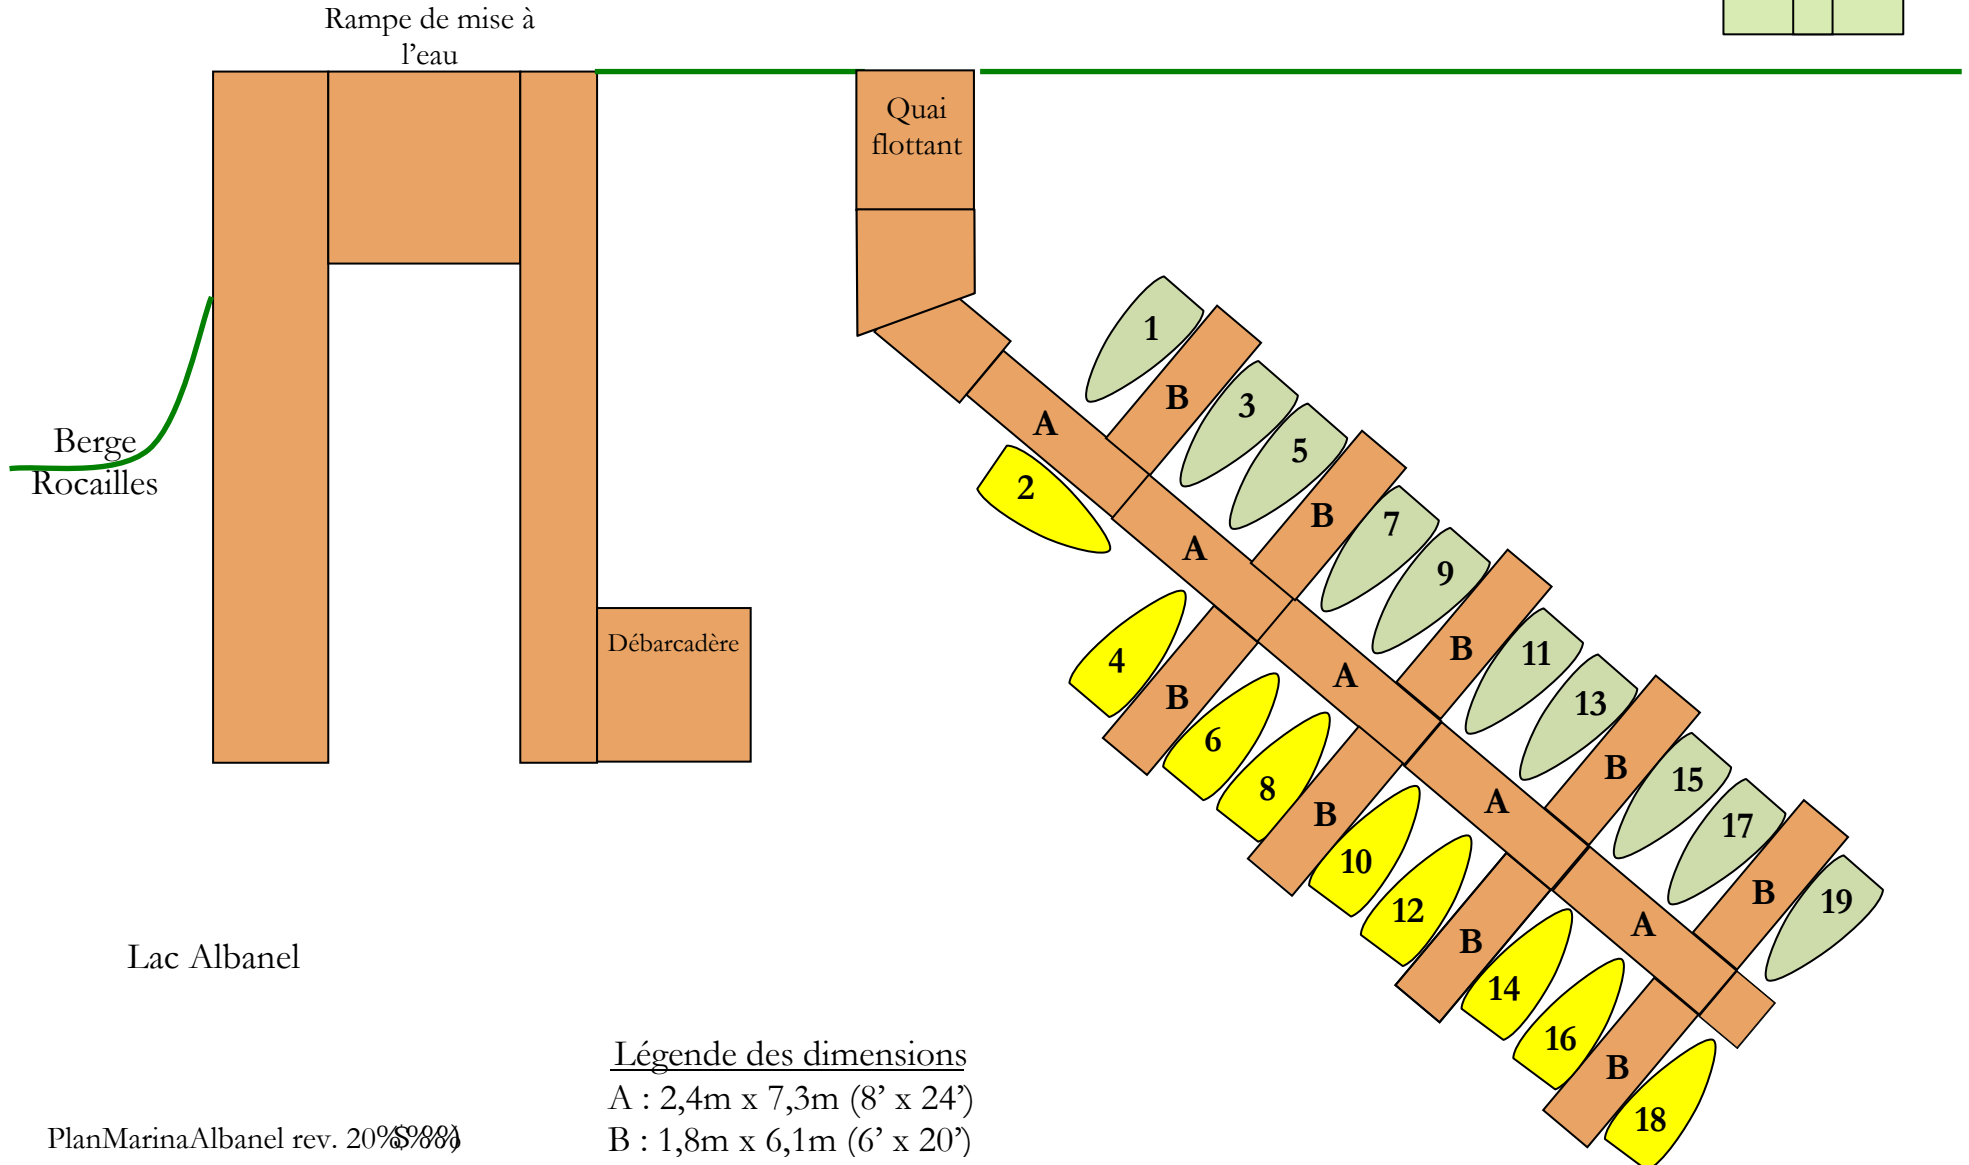 Rampe de mise à
l’eau
Quai
flottant
Berge
Rocailles
Débarcadère
1
B
3
A
5
2
B
7
A
9
4
B
11
A
B
13
6
8
B
15
A
B
17
10
12
B
19
A
B
14
16
B
18
Lac Albanel
Légende des dimensions
A : 2,4m x 7,3m (8’ x 24’)
B : 1,8m x 6,1m (6’ x 20’)
PlanMarinaAlbanel rev.